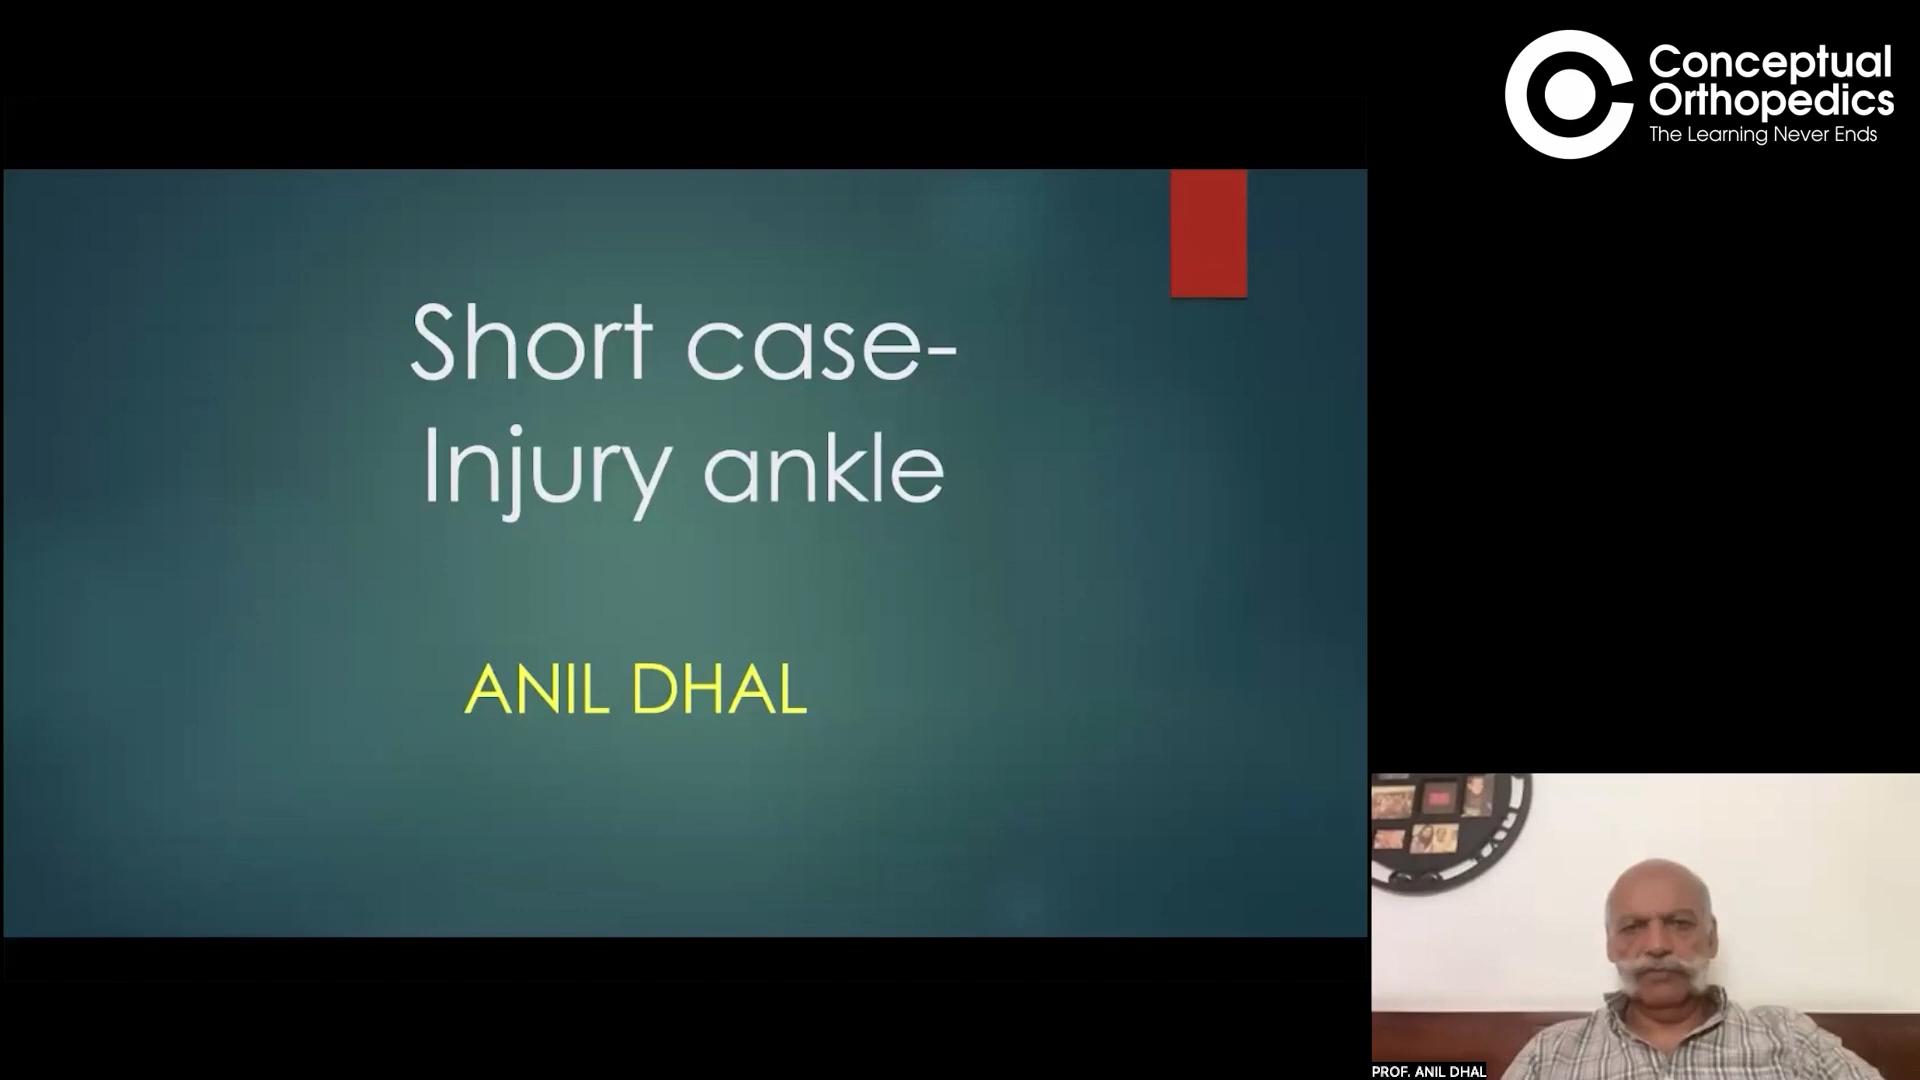 Conceptual
Orthopedics
The Learning Never Ends
Short case-
Injury ankle
ANIL DHAL
PROF. ANIL DHAL